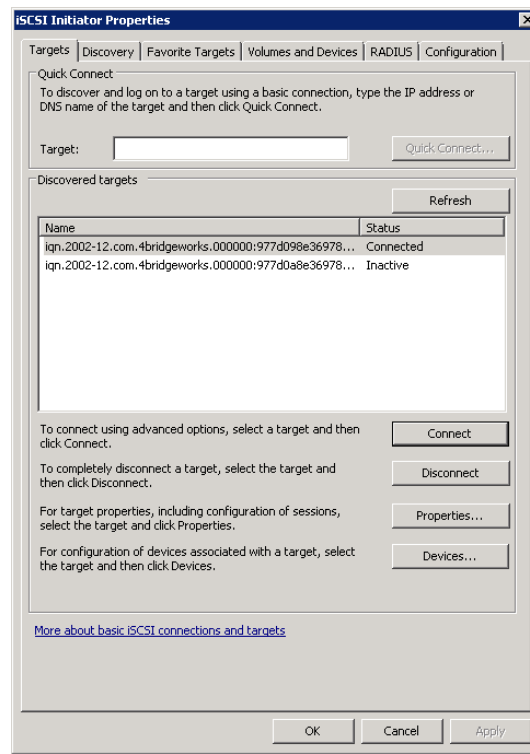 iSCSI Initiator Properties
Targets Discovery Favorite Targets Volumes and Devices RADIUS Configuration
Quick Connect
To discover and log on to a target using a basic connection, type the IP address or
DNS name of the target and then click Quick Connect.
Target:
Quick Connect...
Discovered targets
Refresh
Name Status
iqn.2002-12.com.4bridgeworks.000000:977d098e36978... Connected
iqn.2002-12.com.4bridgeworks.000000:977d0a8e36978... Inactive
To connect using advanced options, select a target and then
click Connect.
Connect
To completely disconnect a target, select the target and
then click Disconnect.
Disconnect
For target properties, including configuration of sessions,
select the target and click Properties.
Properties...
For configuration of devices associated with a target, select
the target and then click Devices.
Devices...
More about basic iSCSI connections and targets
OK Cancel Apply